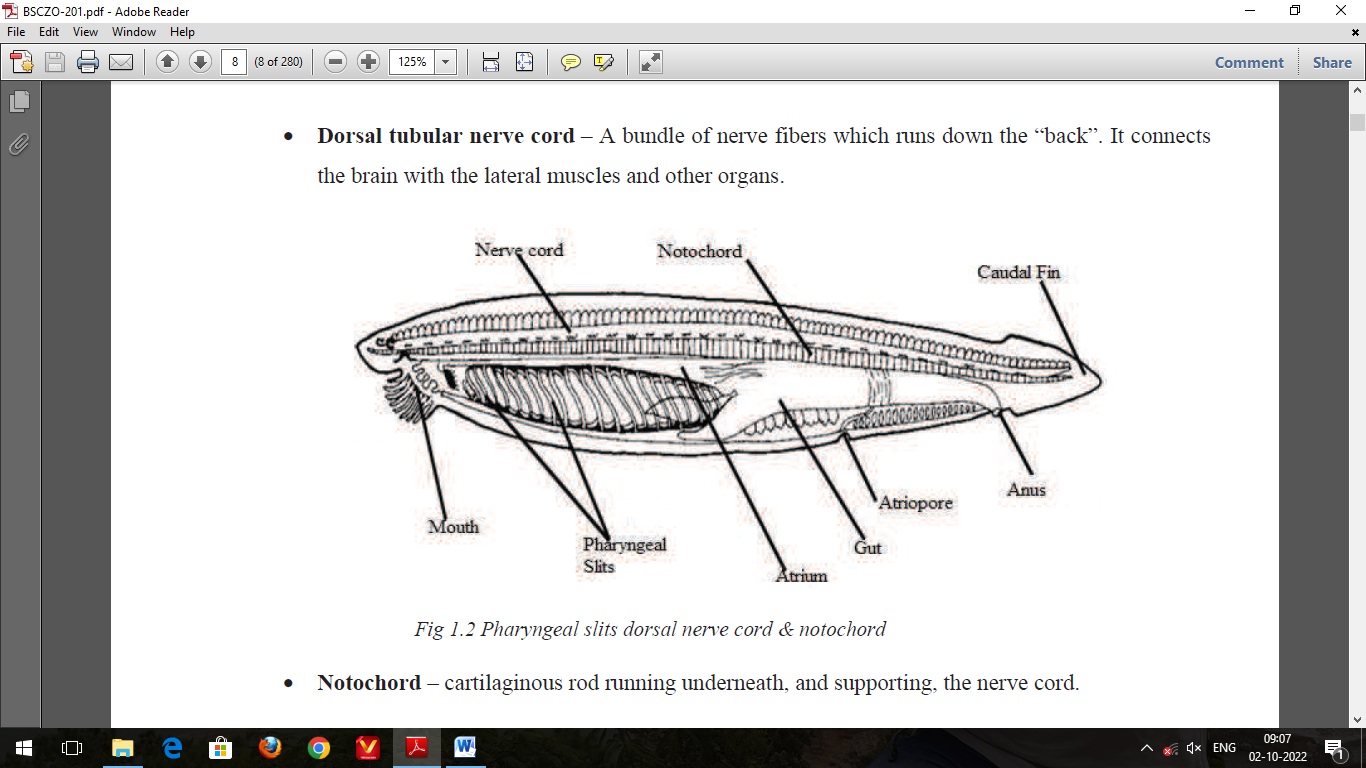 BSCZO-201.pdf - Adobe Reader
File Edit View Window Help
8 (8 of 280) 125% Comment Share
• Dorsal tubular nerve cord – A bundle of nerve fibers which runs down the “back”. It connects
the brain with the lateral muscles and other organs.
Nerve cord
Notochord
Caudal Fin
Mouth
Pharyngeal
Slits
Atrium
Gut
Atriopore
Anus
Fig 1.2 Pharyngeal slits dorsal nerve cord & notochord
• Notochord – cartilaginous rod running underneath, and supporting, the nerve cord.
ENG
09:07
02-10-2022
1